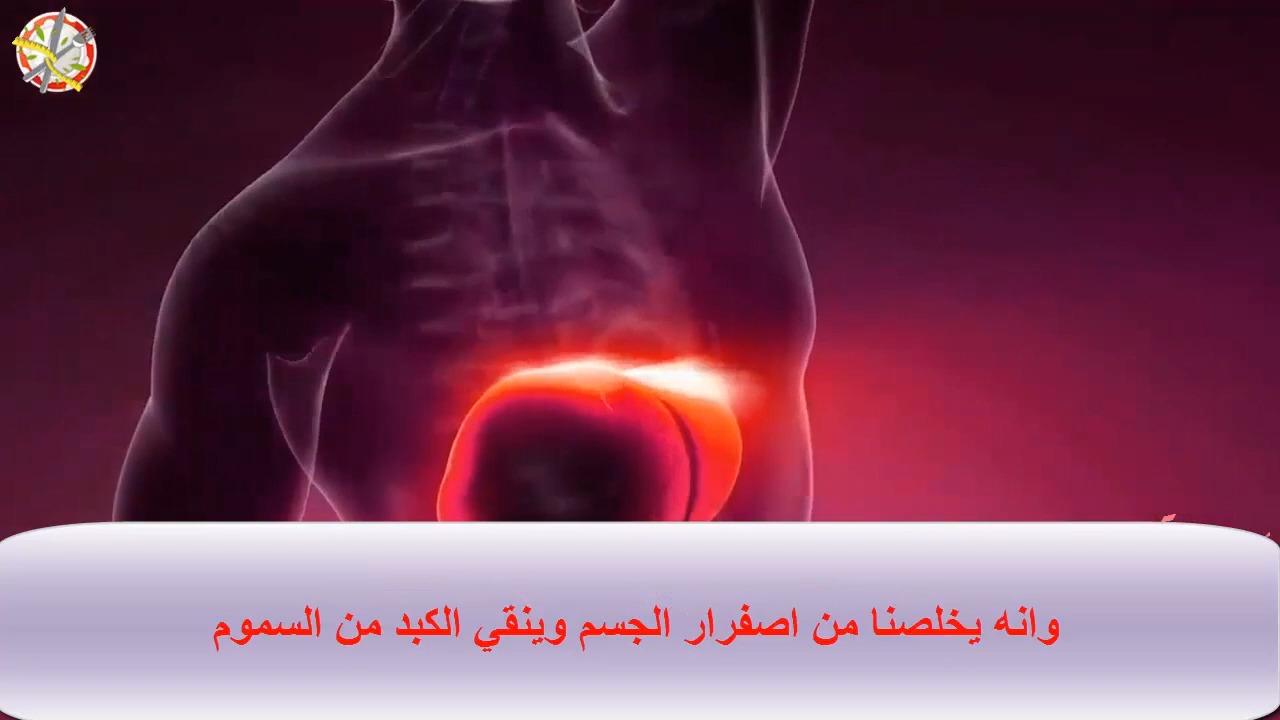 وانه يخلصنا من اصفرار الجسم وينقي الكبد من السموم